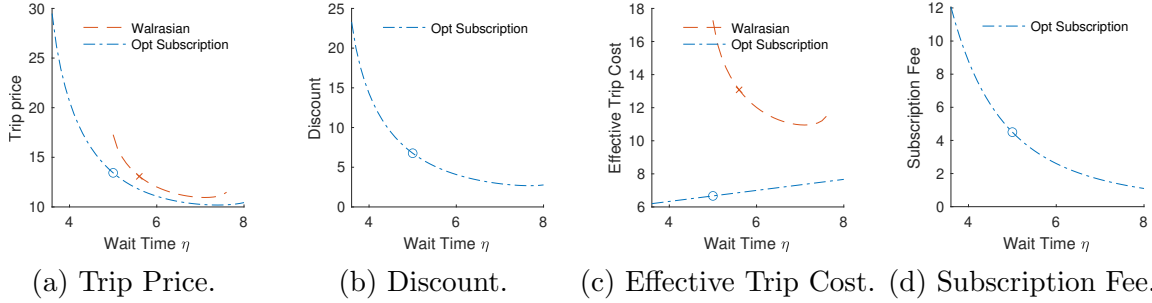 30
25
20
15
10
Trip price
Walrasian
Opt Subscription
4
6
8
Wait Time η
(a) Trip Price.
25
20
15
10
5
0
Discount
Opt Subscription
4
6
8
Wait Time η
(b) Discount.
18
16
14
12
10
8
6
Effective Trip Cost
Walrasian
Opt Subscription
4
6
8
Wait Time η
(c) Effective Trip Cost.
12
10
8
6
4
2
0
Subscription Fee
Opt Subscription
4
6
8
Wait Time η
(d) Subscription Fee.